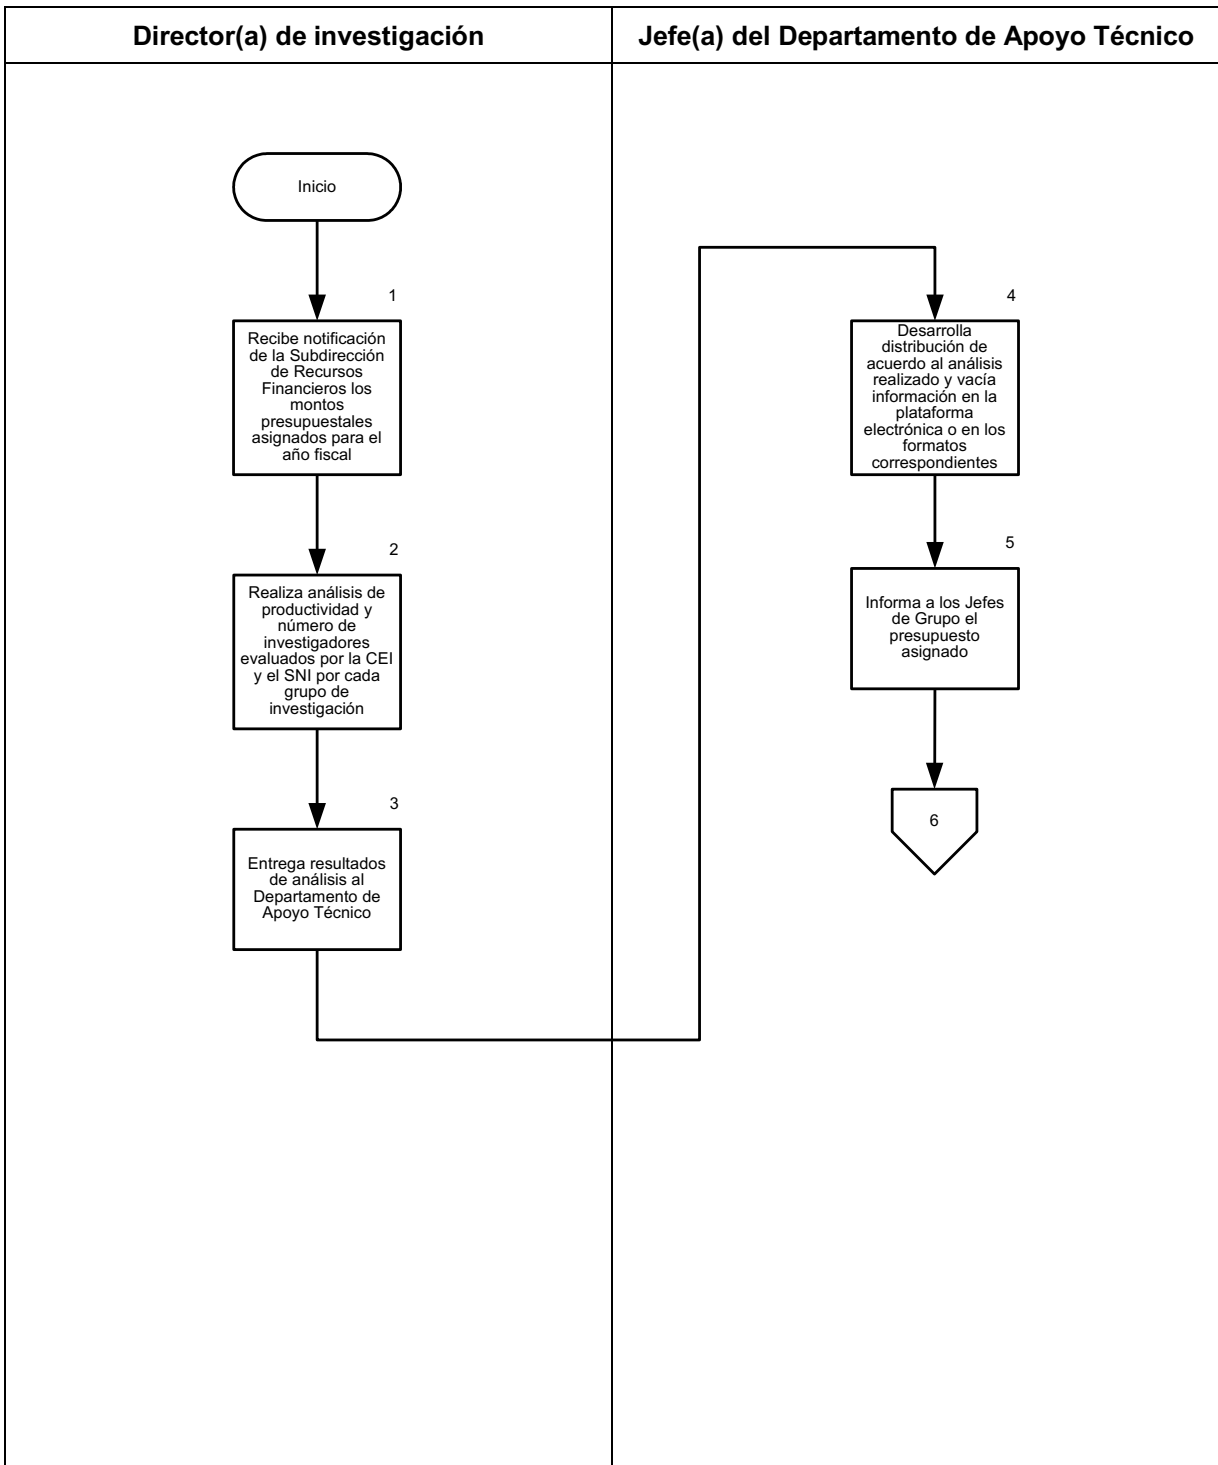 Director(a) de investigación
Jefe(a) del Departamento de Apoyo Técnico
Inicio
1
Recibe notificación
de la Subdirección
de Recursos
Financieros los
montos
presupuestales
asignados para el
año fiscal
2
Realiza análisis de
productividad y
número de
investigadores
evaluados por la CEI
y el SNI por cada
grupo de
investigación
3
Entrega resultados
de análisis al
Departamento de
Apoyo Técnico
4
Desarrolla
distribución de
acuerdo al análisis
realizado y vacía
información en la
plataforma
electrónica o en los
formatos
correspondientes
5
Informa a los Jefes
de Grupo el
presupuesto
asignado
6